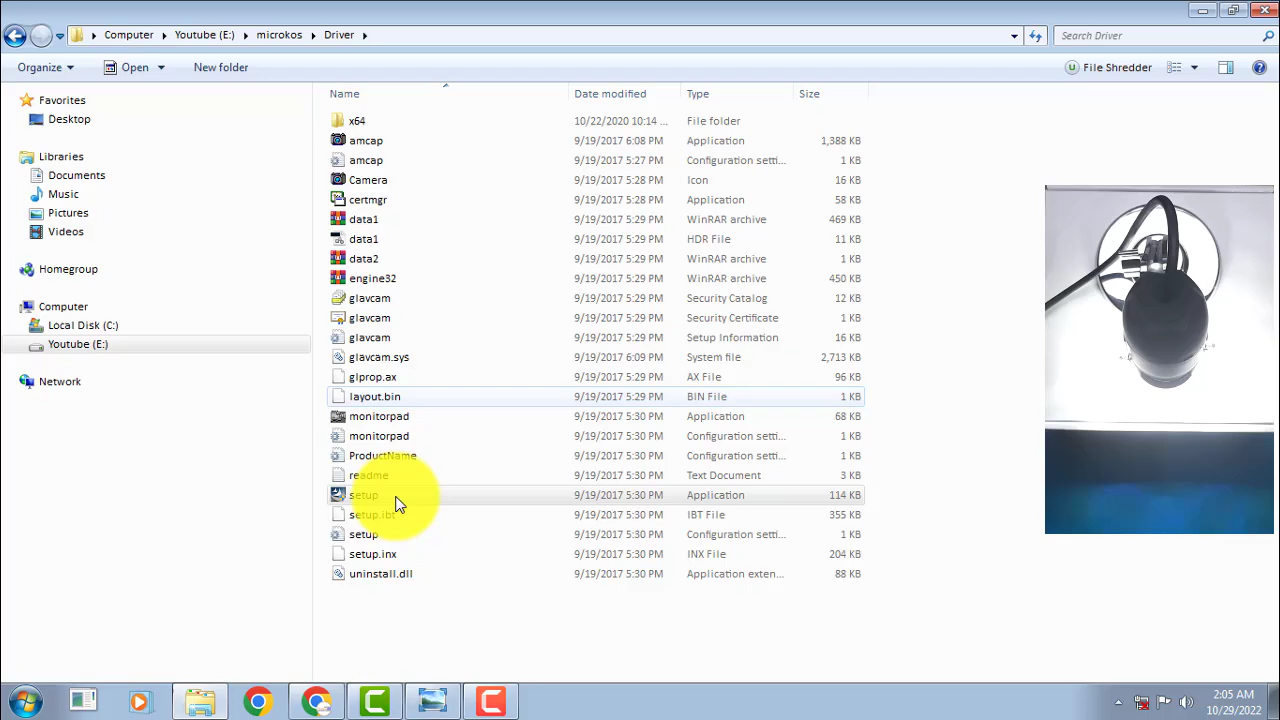 Computer Youtube (E:) microkos Driver Search Driver
Organize Open New folder File Shredder
Name Date modified Type Size
Favorites
Desktop
Libraries
Documents
Music
Pictures
Videos
Homegroup
Computer
Local Disk (C:)
Youtube (E:)
Network
x64 10/22/2020 10:14 ... File folder
amcap 9/19/2017 6:08 PM Application 1,388 KB
amcap 9/19/2017 5:27 PM Configuration setti... 1 KB
Camera 9/19/2017 5:28 PM Icon 16 KB
certmgr 9/19/2017 5:28 PM Application 58 KB
data1 9/19/2017 5:29 PM WinRAR archive 469 KB
data1 9/19/2017 5:29 PM HDR File 11 KB
data2 9/19/2017 5:29 PM WinRAR archive 1 KB
engine32 9/19/2017 5:29 PM WinRAR archive 450 KB
glavcam 9/19/2017 5:29 PM Security Catalog 12 KB
glavcam 9/19/2017 5:29 PM Security Certificate 1 KB
glavcam 9/19/2017 5:29 PM Setup Information 16 KB
glavcam.sys 9/19/2017 6:09 PM System file 2,713 KB
glprop.ax 9/19/2017 5:29 PM AX File 96 KB
layout.bin 9/19/2017 5:29 PM BIN File 1 KB
monitorpad 9/19/2017 5:30 PM Application 68 KB
monitorpad 9/19/2017 5:30 PM Configuration setti... 1 KB
ProductName 9/19/2017 5:30 PM Configuration setti... 1 KB
readme 9/19/2017 5:30 PM Text Document 3 KB
setup 9/19/2017 5:30 PM Application 114 KB
setup.ibt 9/19/2017 5:30 PM IBT File 355 KB
setup 9/19/2017 5:30 PM Configuration setti... 1 KB
setup.inx 9/19/2017 5:30 PM INX File 204 KB
uninstall.dll 9/19/2017 5:30 PM Application exten... 88 KB
2:05 AM
10/29/2022